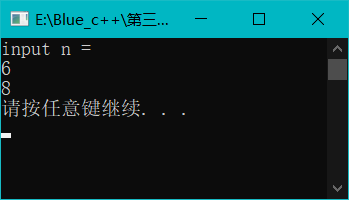 E:\Blue_c++\第三...
input n =
6
8
请按任意键继续. . .